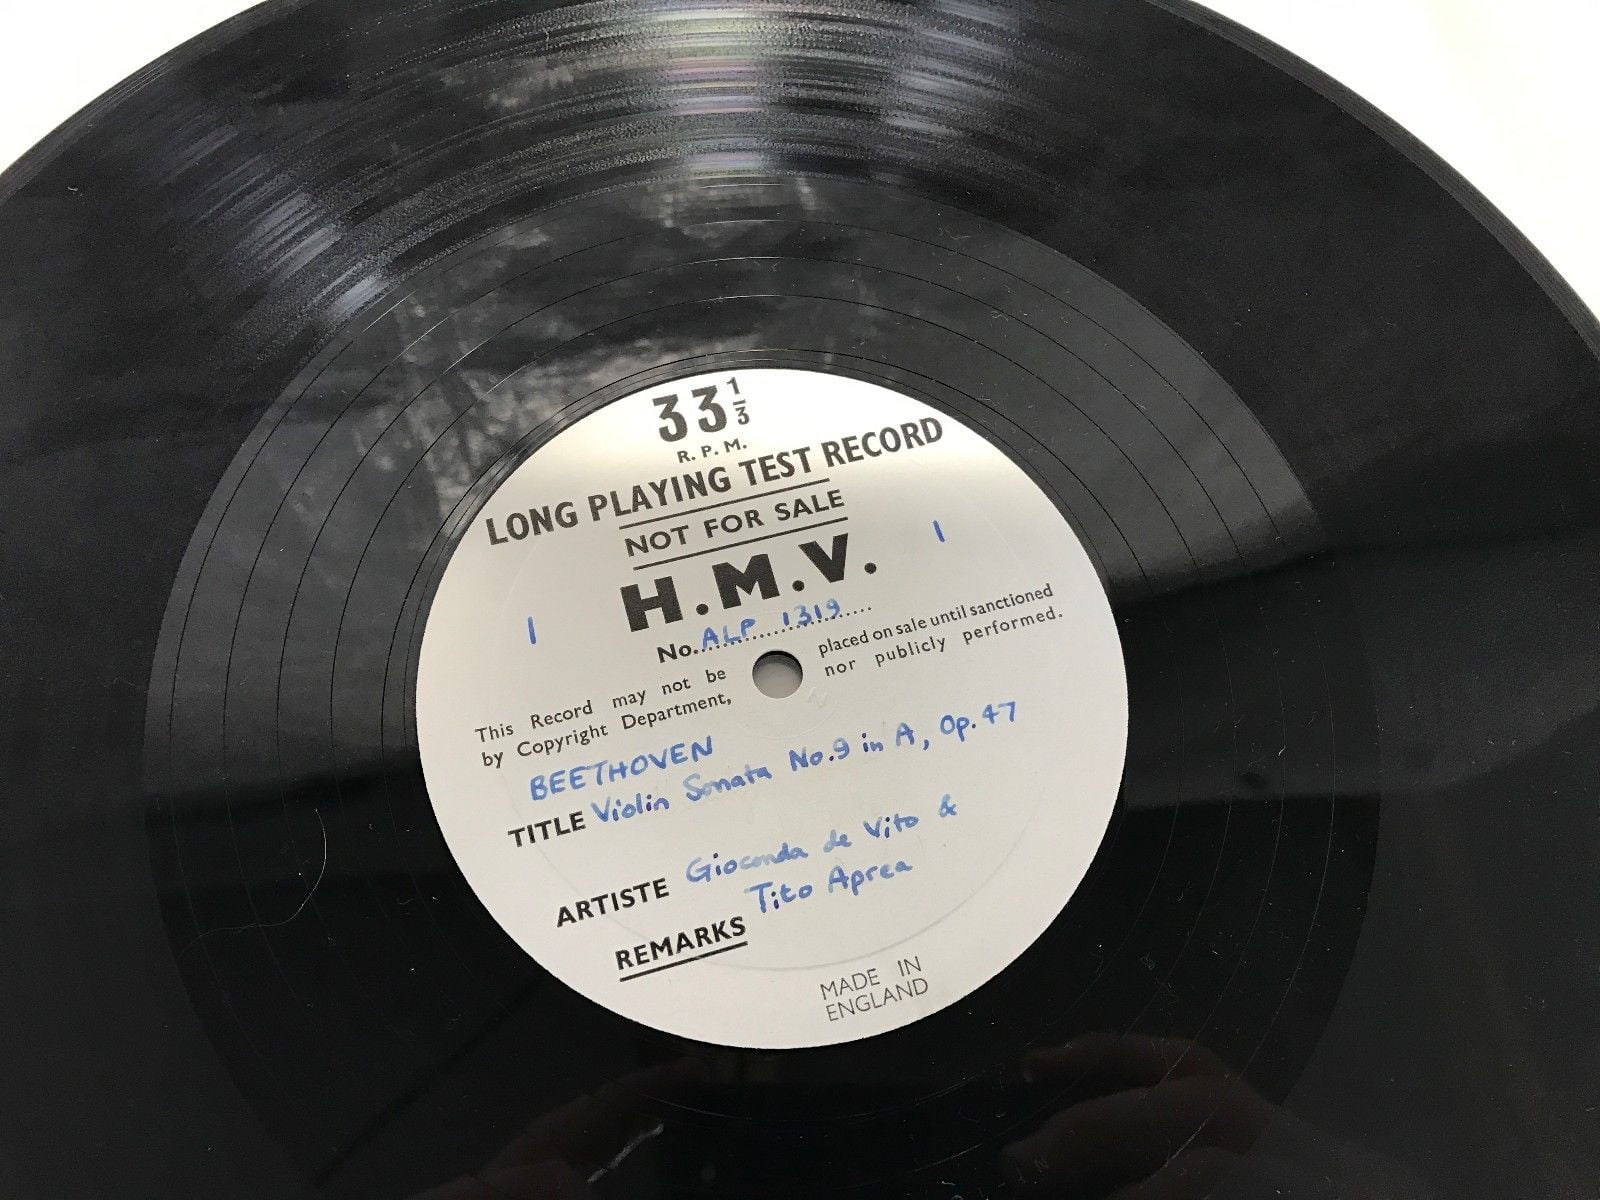 33 1/3
R. P. M.
LONG PLAYING TEST RECORD
NOT FOR SALE
H.M.V.
1 1
No. ALP 1319
This Record may not be placed on sale until sanctioned
by Copyright Department, nor publicly performed.
BEETHOVEN
TITLE Violin Sonata No.9 in A, Op.47
ARTISTE Gioconda de Vito &
Tito Aprea
REMARKS
MADE IN
ENGLAND